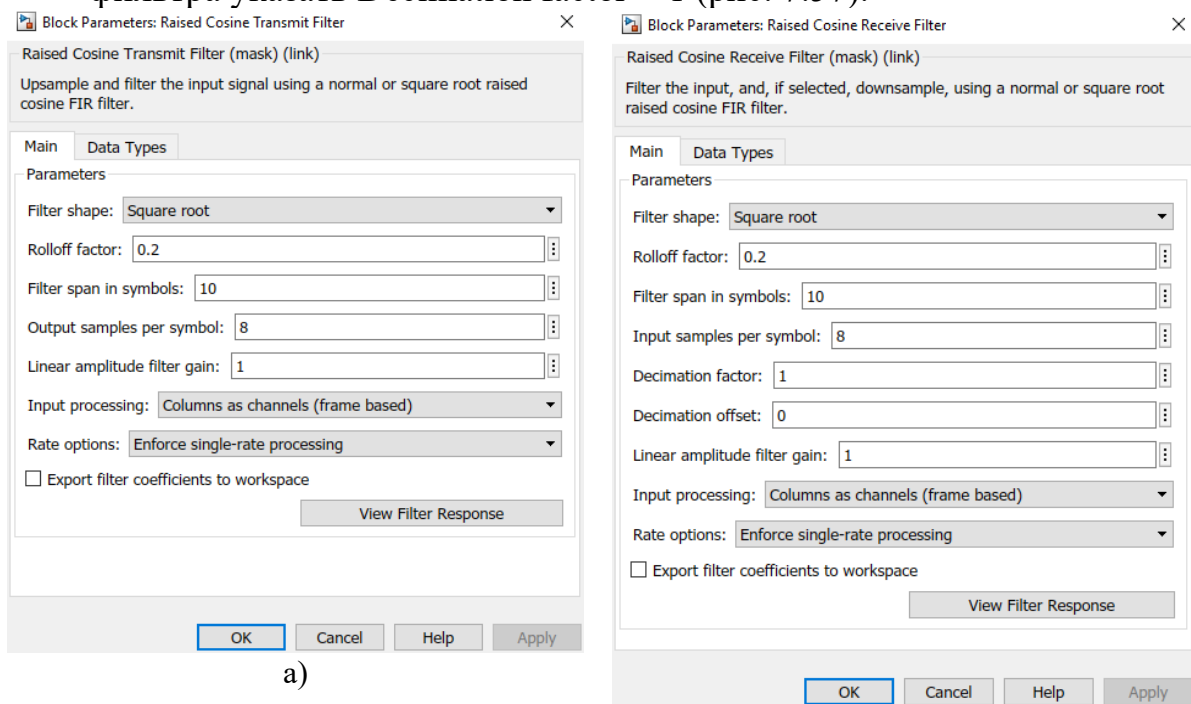 фильтра указать Decimation factor = 1 (рис. 7.37).
Block Parameters: Raised Cosine Transmit Filter
Raised Cosine Transmit Filter (mask) (link)
Upsample and filter the input signal using a normal or square root raised
cosine FIR filter.
Main Data Types
Parameters
Filter shape: Square root
Rolloff factor: 0.2
Filter span in symbols: 10
Output samples per symbol: 8
Linear amplitude filter gain: 1
Input processing: Columns as channels (frame based)
Rate options: Enforce single-rate processing
Export filter coefficients to workspace
View Filter Response
OK Cancel Help Apply
а)
Block Parameters: Raised Cosine Receive Filter
Raised Cosine Receive Filter (mask) (link)
Filter the input, and, if selected, downsample, using a normal or square root
raised cosine FIR filter.
Main Data Types
Parameters
Filter shape: Square root
Rolloff factor: 0.2
Filter span in symbols: 10
Input samples per symbol: 8
Decimation factor: 1
Decimation offset: 0
Linear amplitude filter gain: 1
Input processing: Columns as channels (frame based)
Rate options: Enforce single-rate processing
Export filter coefficients to workspace
View Filter Response
OK Cancel Help Apply